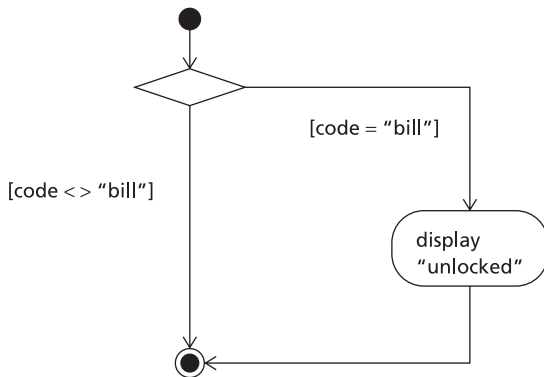 [code = “bill”]
[code < > “bill”]
display
“unlocked”